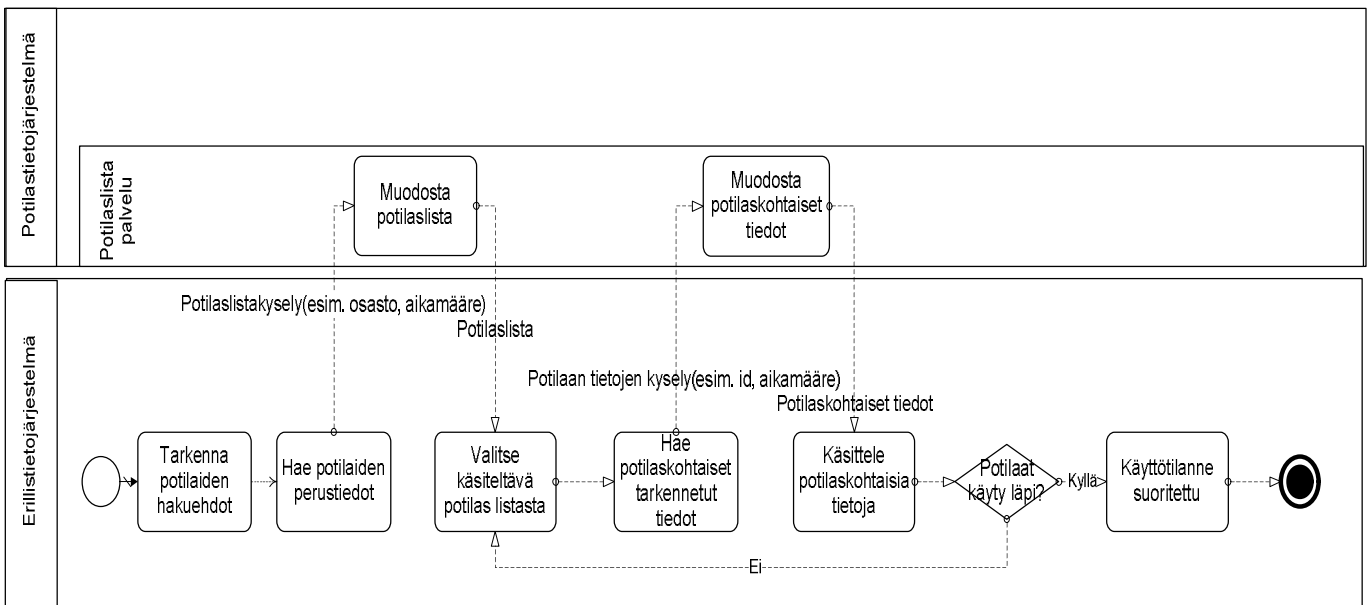 Potilastietojärjestelmä
Potilaslista
palvelu
Muodosta
potilaslista
Muodosta
potilaskohtaiset
tiedot
Erillistietojärjestelmä
Potilaslistakysely(esim. osasto, aikamääre)
Potilaslista
Potilaan tietojen kysely(esim. id, aikamääre)
Potilaskohtaiset tiedot
Tarkenna
potilaiden
hakuehdot
Hae potilaiden
perustiedot
Valitse
käsiteltävä
potilas listasta
Hae
potilaskohtaiset
tarkennetut
tiedot
Käsittele
potilaskohtaisia
tietoja
Potilaat
käyty läpi?
Kyllä
Käyttötilanne
suoritettu
Ei